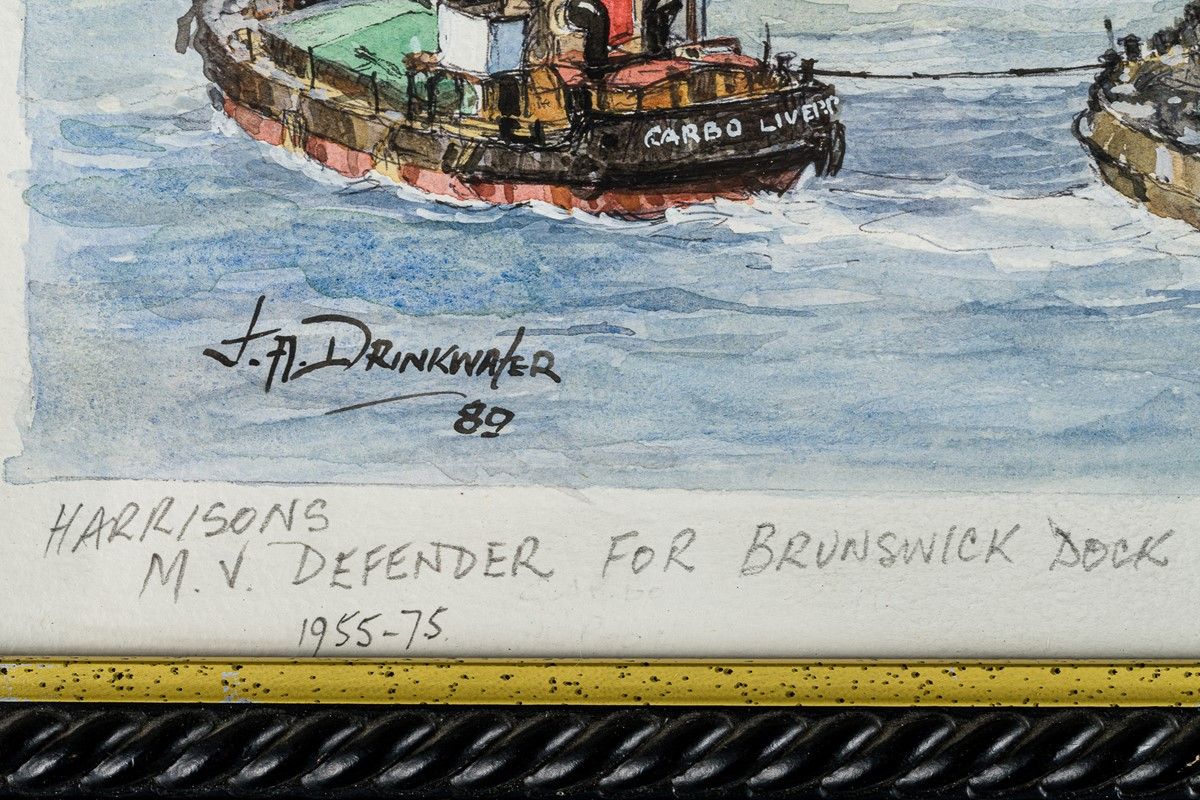 CARBO LIVERP
J.A. DRINKWATER
89
HARRISONS
M.V. DEFENDER FOR BRUNSWICK DOCK
1955-75.